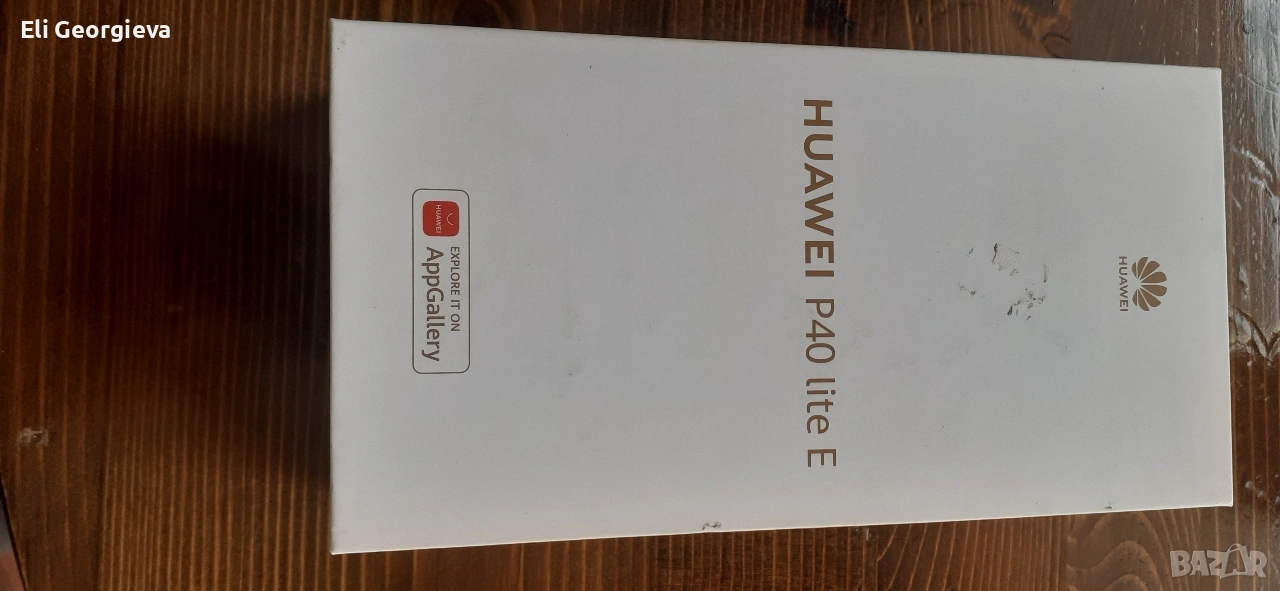 Eli Georgieva
HUAWEI
HUAWEI P40 lite E
HUAWEI
EXPLORE IT ON
AppGallery
BAZAR